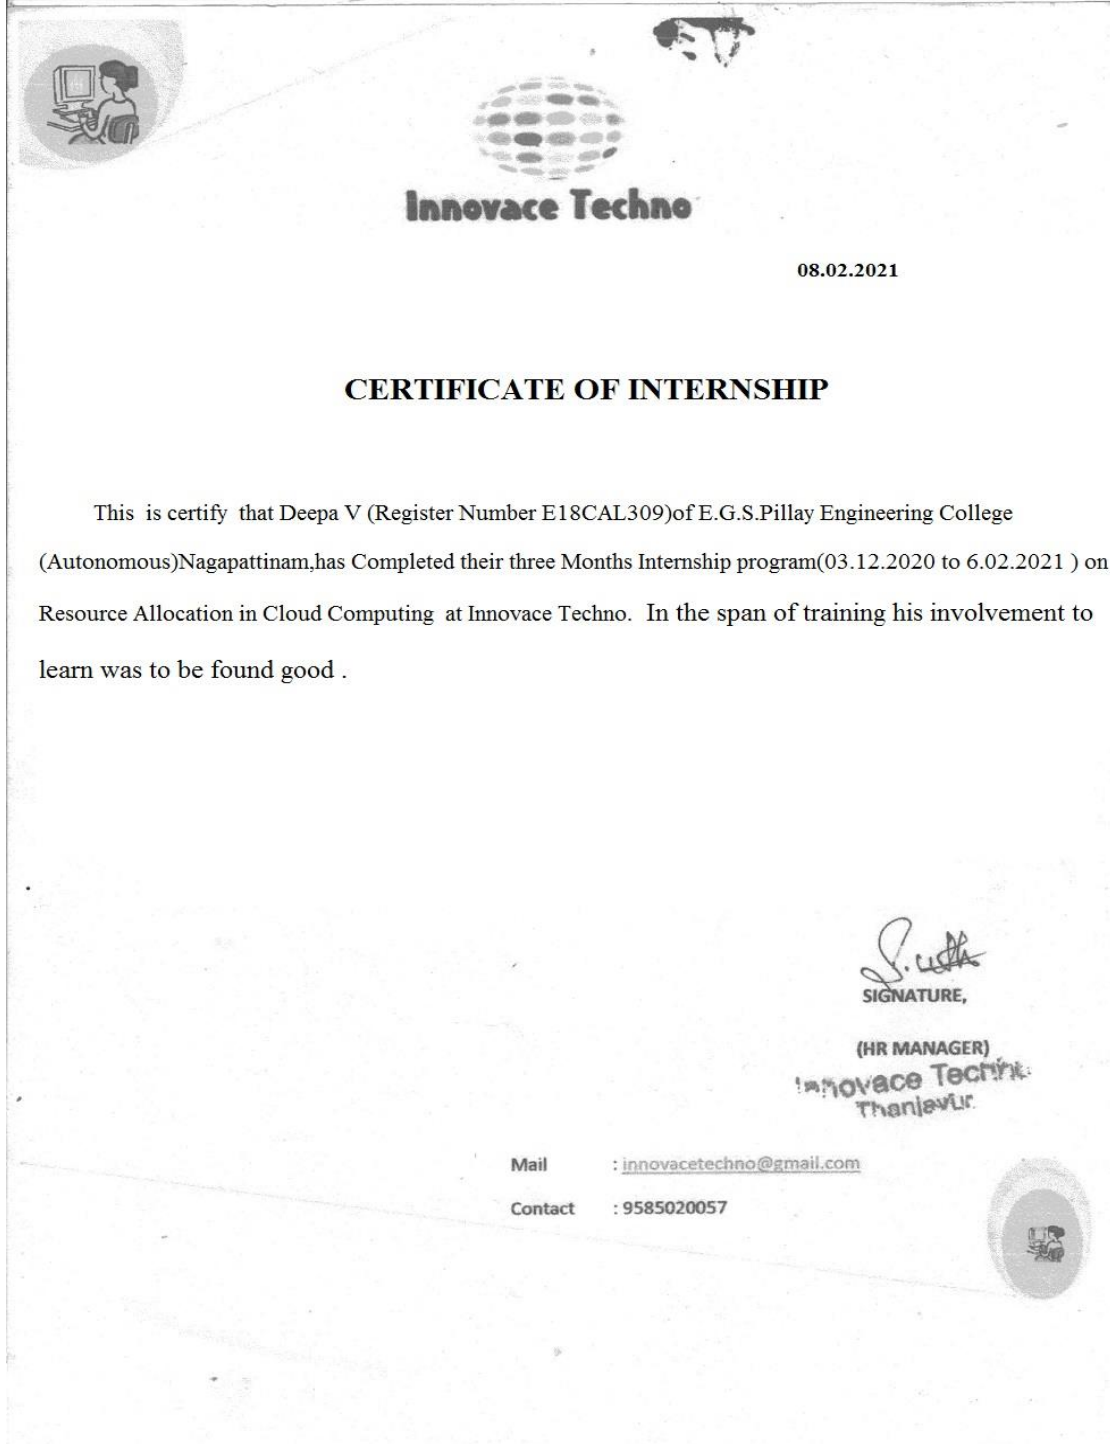 Innovace Techno
08.02.2021
CERTIFICATE OF INTERNSHIP
This is certify that Deepa V (Register Number E18CAL309)of E.G.S.Pillay Engineering College
(Autonomous)Nagapattinam,has Completed their three Months Internship program(03.12.2020 to 6.02.2021 ) on
Resource Allocation in Cloud Computing at Innovace Techno. In the span of training his involvement to
learn was to be found good .
SIGNATURE,
(HR MANAGER)
Innovace Techno
Thanjavur
Mail : innovacetechno@gmail.com
Contact : 9585020057